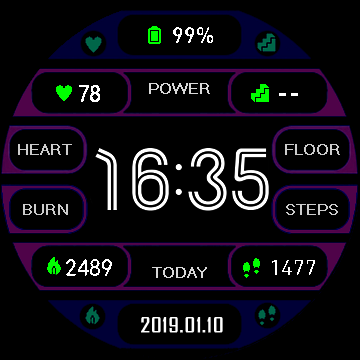 99%
78 POWER --
HEART FLOOR
16:35
BURN STEPS
2489 TODAY 1477
2019.01.10